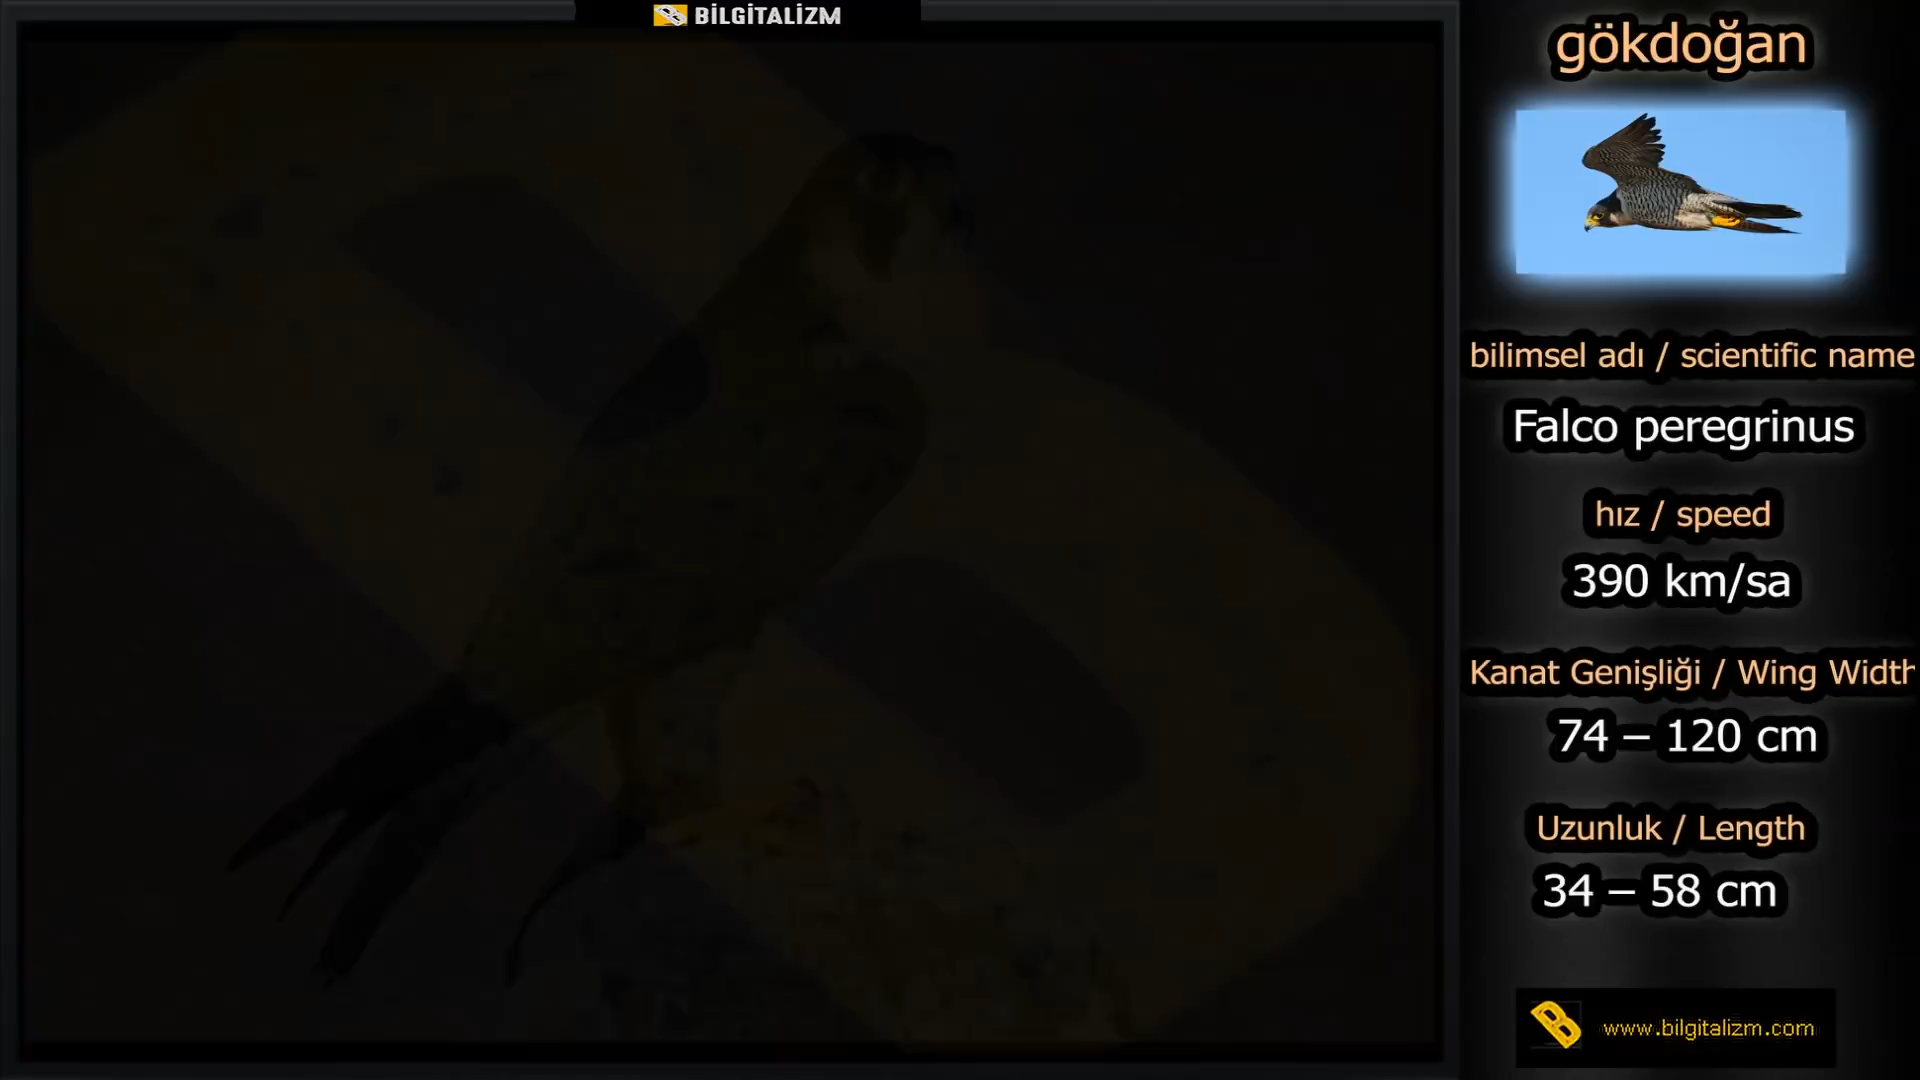 BİLGİTALİZM
gökdoğan
bilimsel adı / scientific name
Falco peregrinus
hız / speed
390 km/sa
Kanat Genişliği / Wing Width
74 – 120 cm
Uzunluk / Length
34 – 58 cm
www.bilgitalizm.com